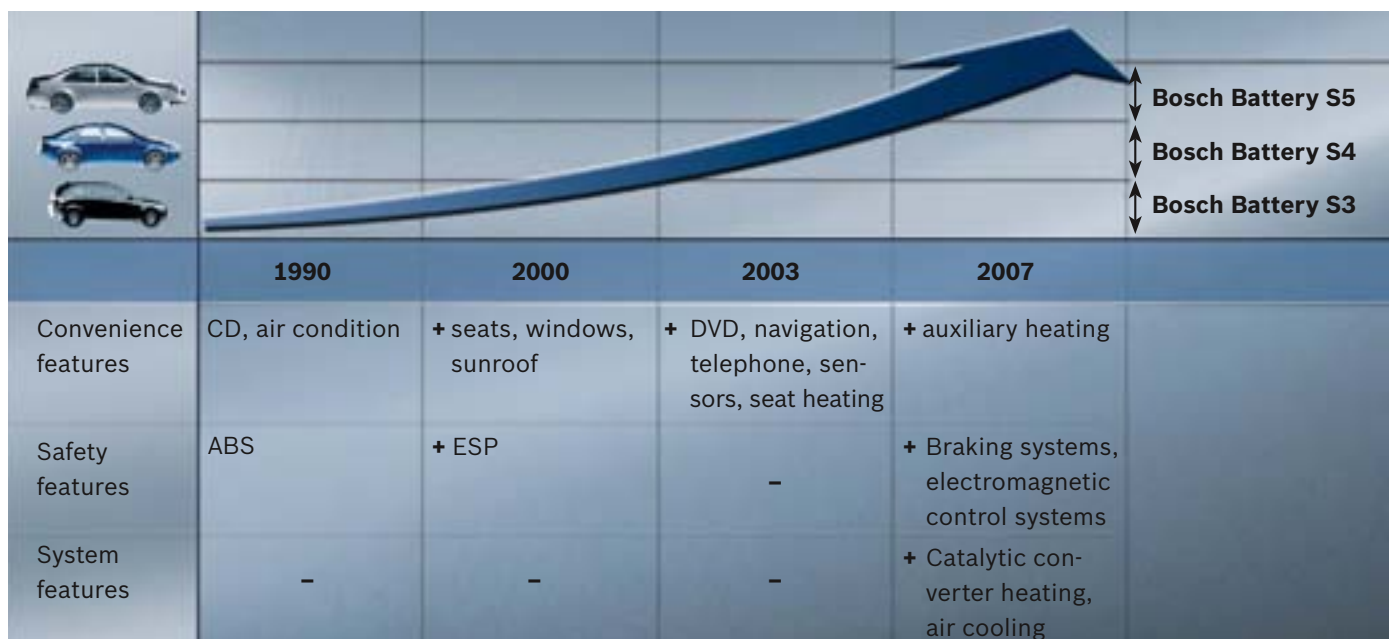 Bosch Battery S5
Bosch Battery S4
Bosch Battery S3
1990 2000 2003 2007
Convenience
features
CD, air condition
+ seats, windows,
sunroof
+ DVD, navigation,
telephone, sen-
sors, seat heating
+ auxiliary heating
Safety
features
ABS
+ ESP
–
+ Braking systems,
electromagnetic
control systems
System
features
–
–
–
+ Catalytic con-
verter heating,
air cooling